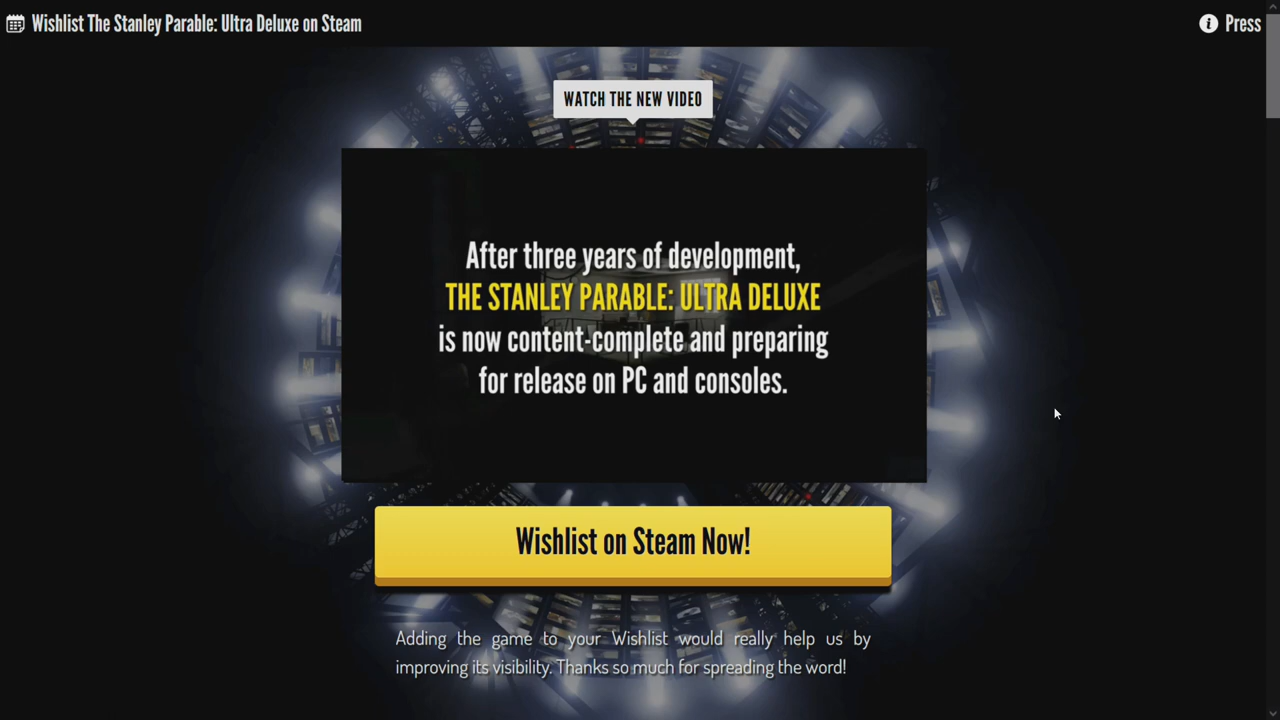 Wishlist The Stanley Parable: Ultra Deluxe on Steam
Press
WATCH THE NEW VIDEO
After three years of development,
THE STANLEY PARABLE: ULTRA DELUXE
is now content-complete and preparing
for release on PC and consoles.
Wishlist on Steam Now!
Adding the game to your Wishlist would really help us by
improving its visibility. Thanks so much for spreading the word!